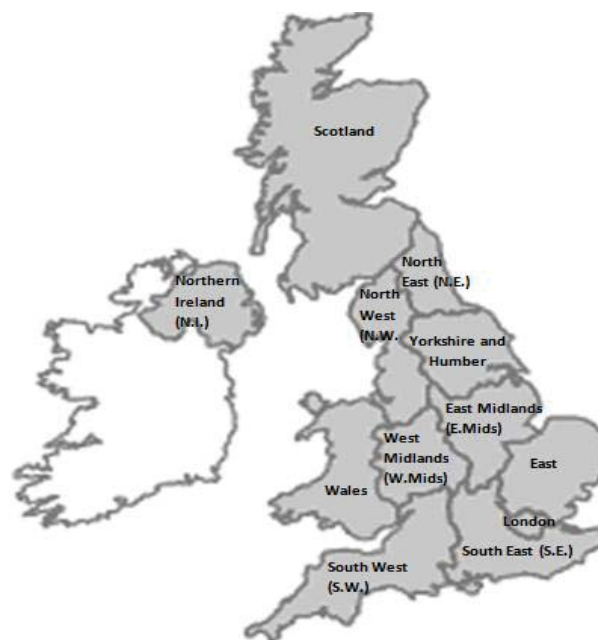 Scotland
North
East (N.E.)
Northern
Ireland
(N.I.)
North
West
(N.W.
Yorkshire and
Humber
East Midlands
(E.Mids)
West
Midlands
(W.Mids)
East
Wales
London
South East (S.E.)
South West
(S.W.)